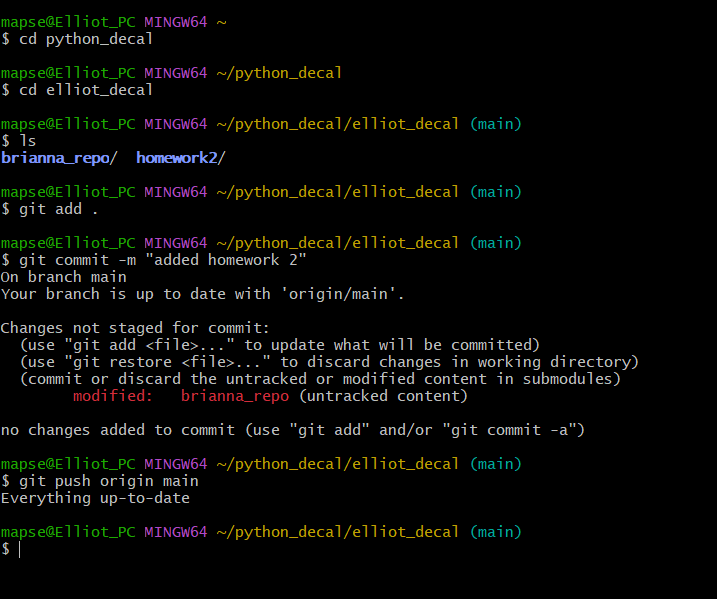 mapse@Elliot_PC MINGW64 ~
$ cd python_decal
mapse@Elliot_PC MINGW64 ~/python_decal
$ cd elliot_decal
mapse@Elliot_PC MINGW64 ~/python_decal/elliot_decal (main)
$ ls
brianna_repo/  homework2/
mapse@Elliot_PC MINGW64 ~/python_decal/elliot_decal (main)
$ git add .
mapse@Elliot_PC MINGW64 ~/python_decal/elliot_decal (main)
$ git commit -m "added homework 2"
On branch main
Your branch is up to date with 'origin/main'.
Changes not staged for commit:
  (use "git add <file>..." to update what will be committed)
  (use "git restore <file>..." to discard changes in working directory)
  (commit or discard the untracked or modified content in submodules)
        modified:   brianna_repo (untracked content)
no changes added to commit (use "git add" and/or "git commit -a")
mapse@Elliot_PC MINGW64 ~/python_decal/elliot_decal (main)
$ git push origin main
Everything up-to-date
mapse@Elliot_PC MINGW64 ~/python_decal/elliot_decal (main)
$